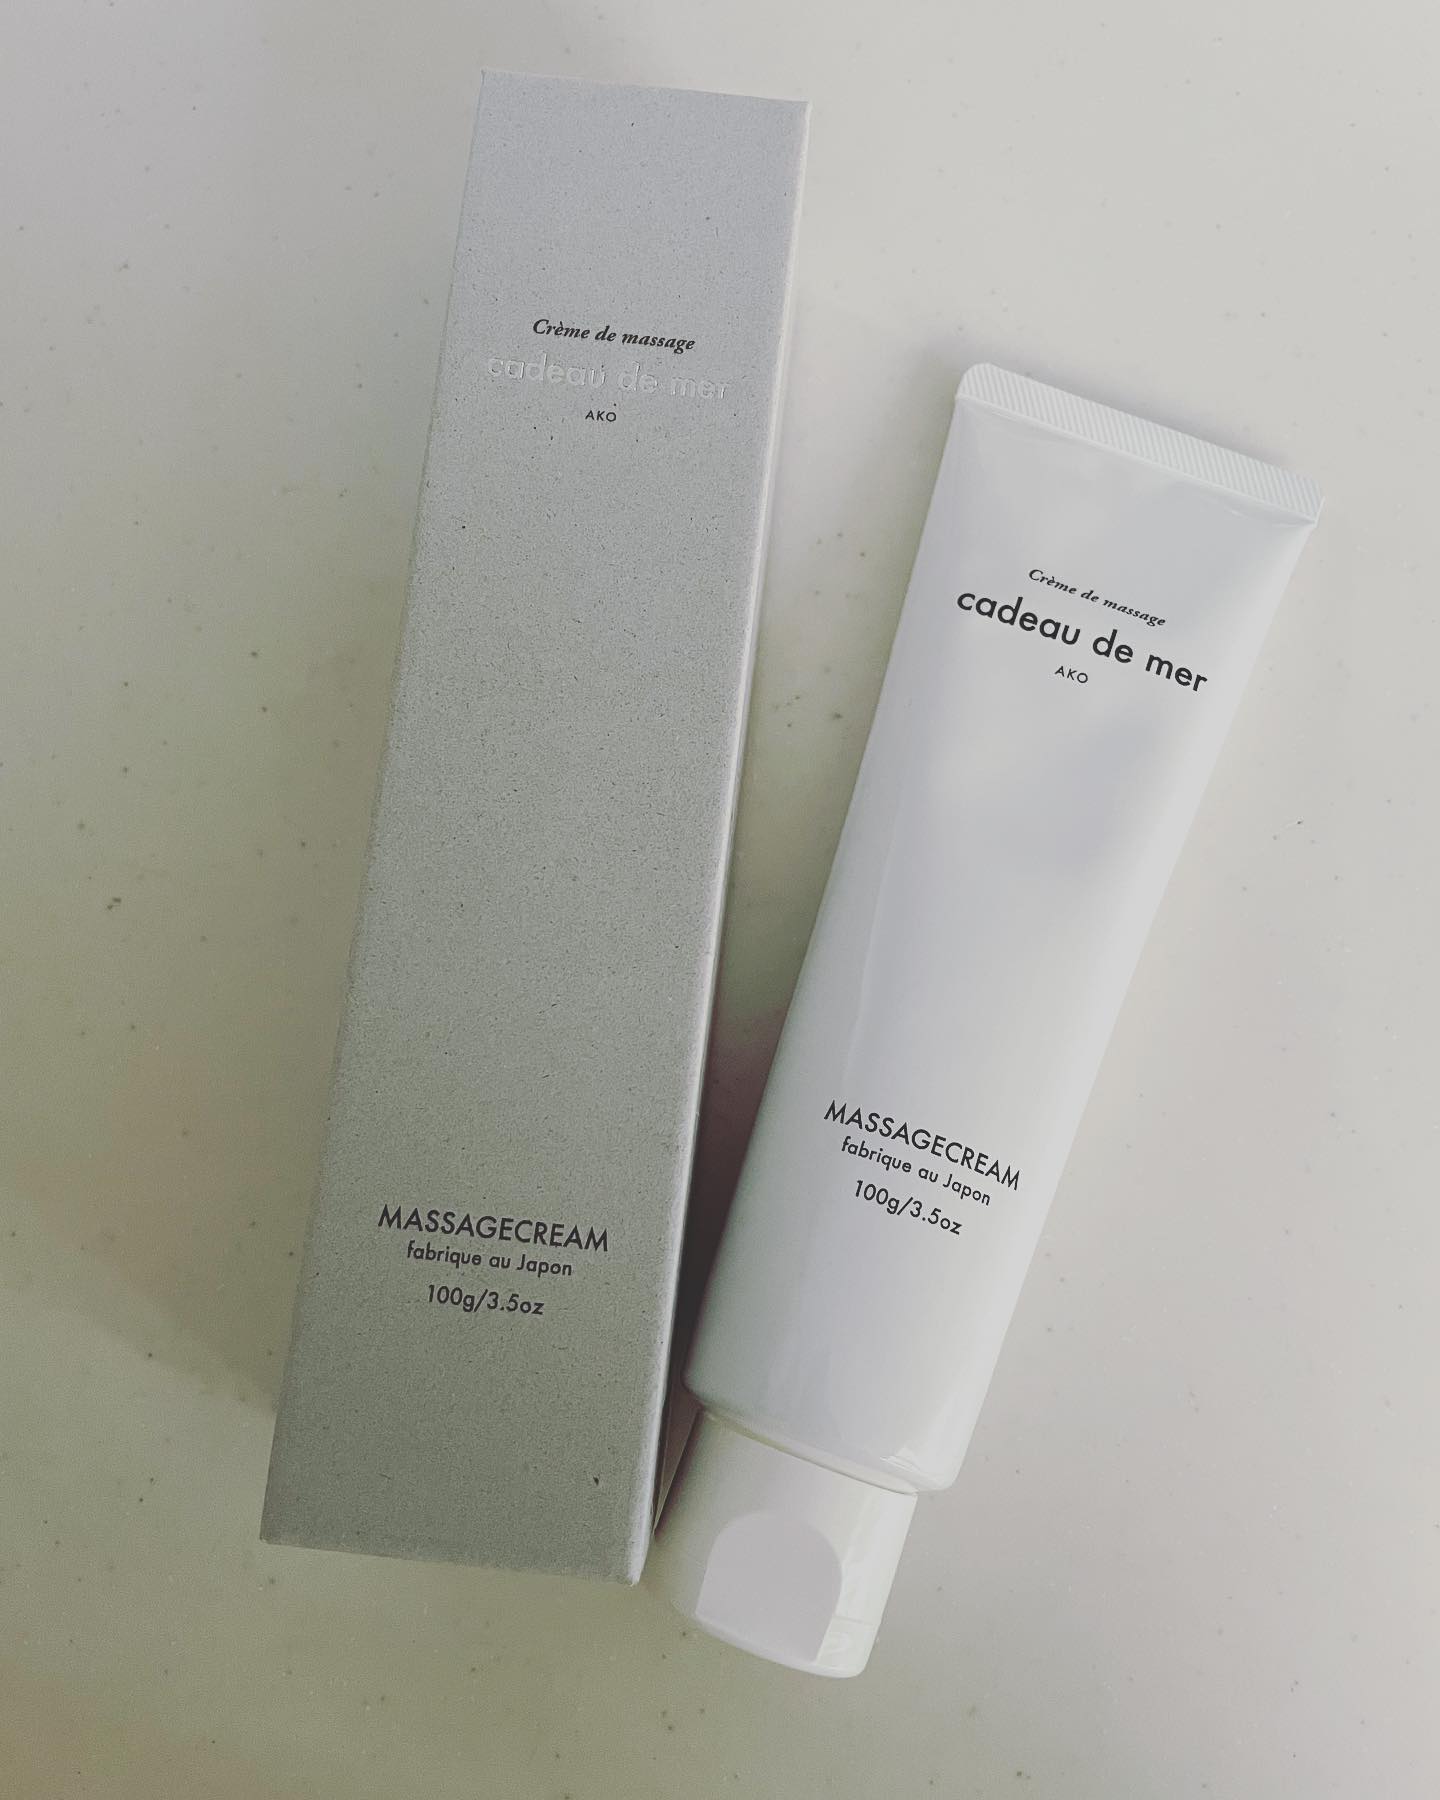 Crème de massage
cadeau de mer
AKO
MASSAGECREAM
fabrique au Japon
100g/3.5oz
Crème de massage
cadeau de mer
AKO
MASSAGECREAM
fabrique au Japon
100g/3.5oz